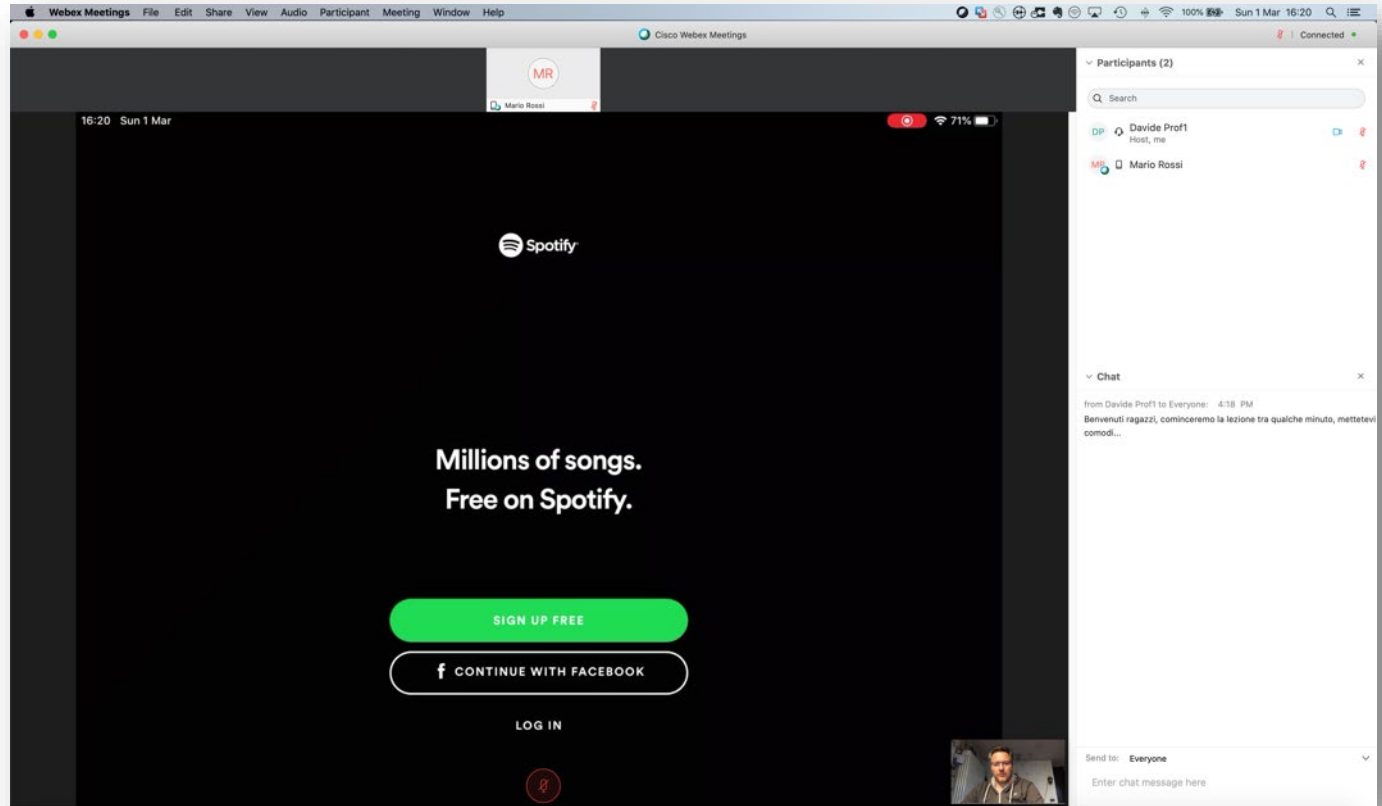 Webex Meetings File Edit Share View Audio Participant Meeting Window Help 100% Sun 1 Mar 16:20
Cisco Webex Meetings
Connected
MR
Mario Rossi
16:20 Sun 1 Mar
71%
Spotify
Millions of songs.
Free on Spotify.
SIGN UP FREE
f CONTINUE WITH FACEBOOK
LOG IN
Participants (2)
Search
DP Davide Prof1
Host, me
MR Mario Rossi
Chat
from Davide Prof1 to Everyone: 4:18 PM
Benvenuti ragazzi, cominceremo la lezione tra qualche minuto, mettetevi
comodi...
Send to: Everyone
Enter chat message here